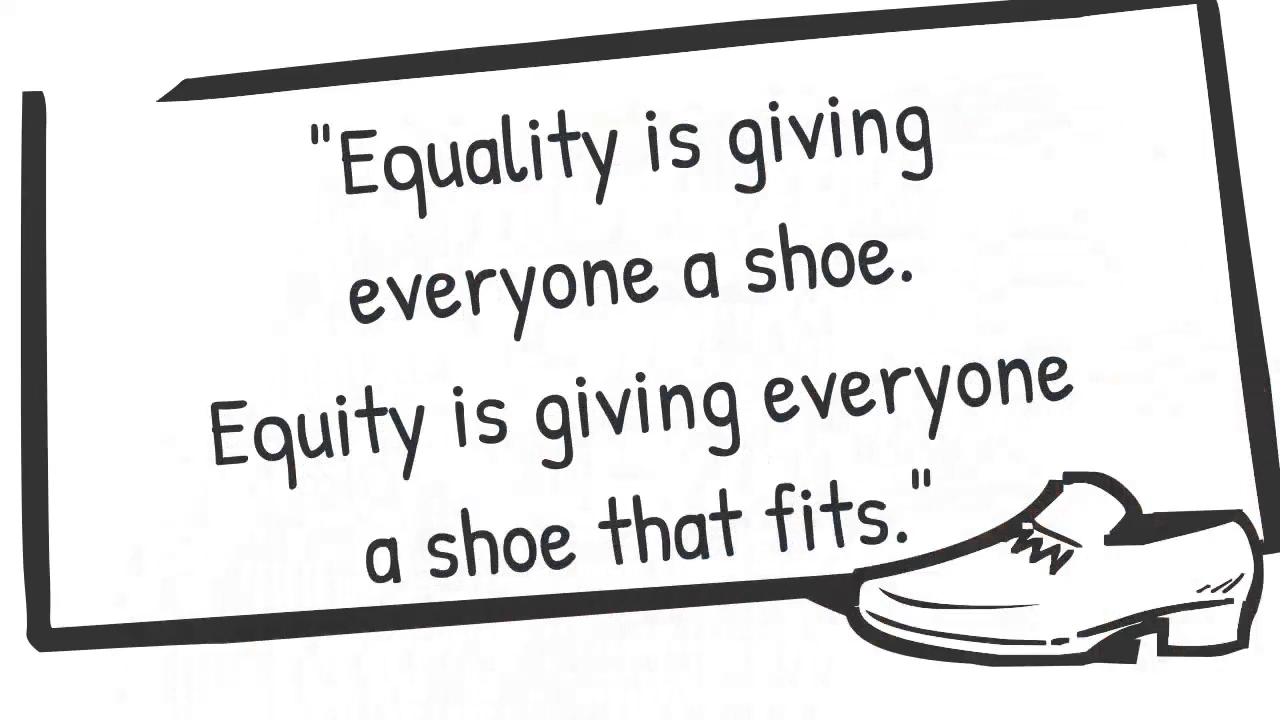 "Equality is giving
everyone a shoe.
Equity is giving everyone
a shoe that fits."